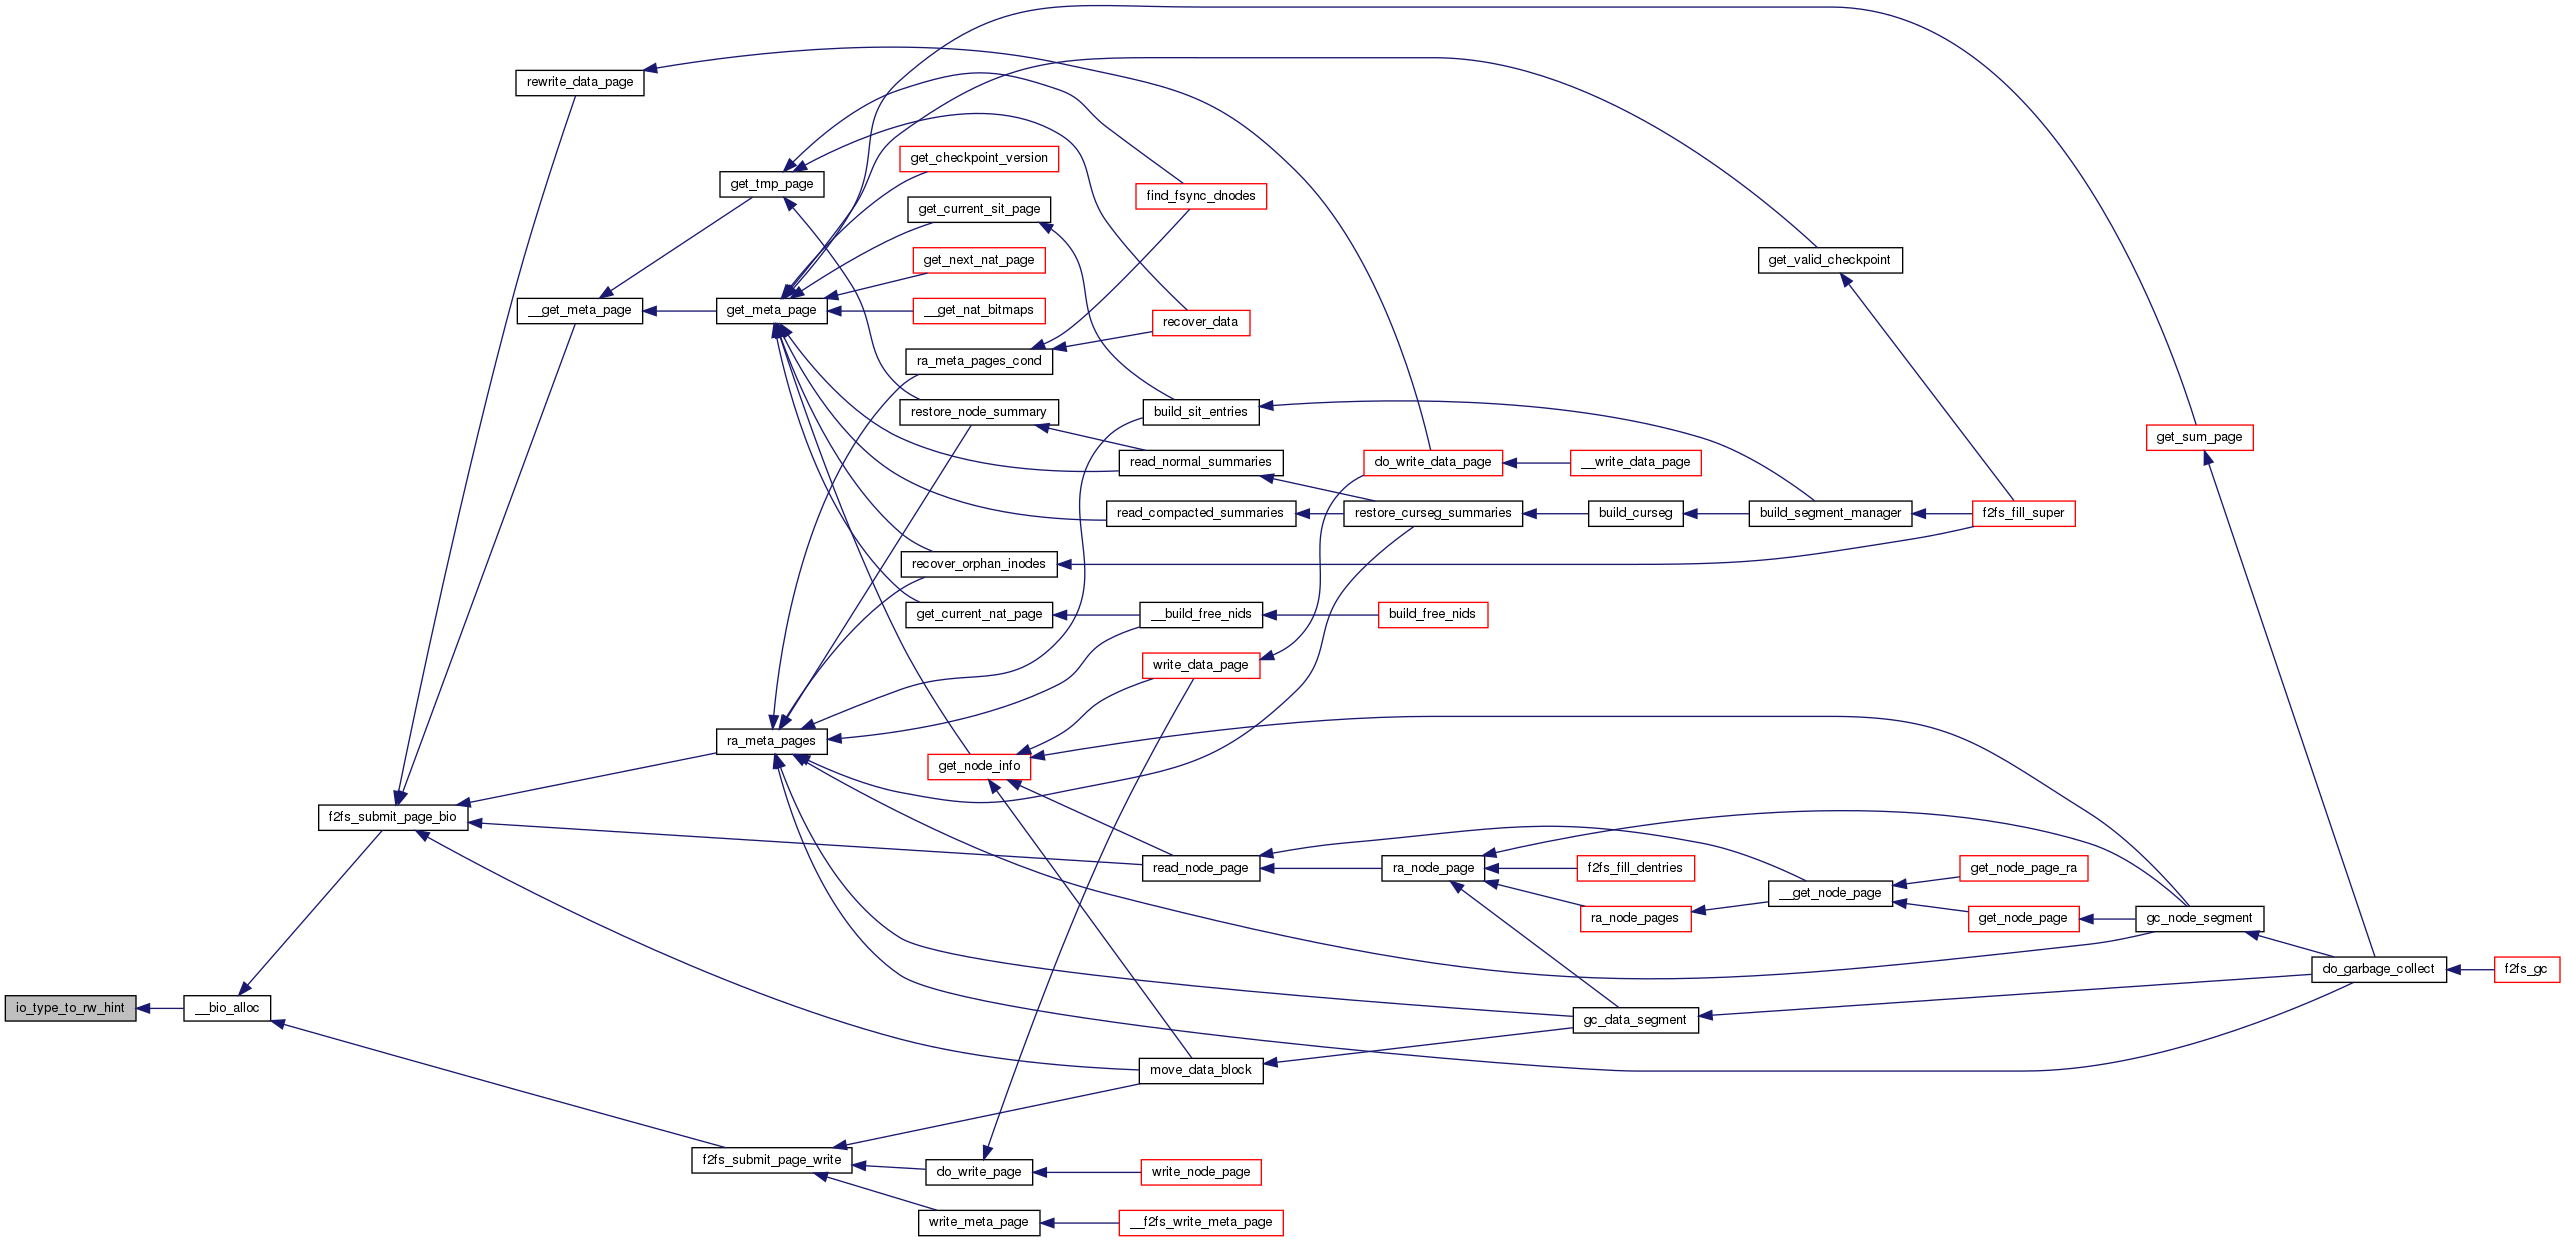 rewrite_data_page
get_checkpoint_version
get_tmp_page
find_fsync_dnodes
get_current_sit_page
get_next_nat_page
get_valid_checkpoint
__get_meta_page
get_meta_page
__get_nat_bitmaps
recover_data
ra_meta_pages_cond
restore_node_summary
build_sit_entries
get_sum_page
read_normal_summaries
do_write_data_page
__write_data_page
read_compacted_summaries
restore_curseg_summaries
build_curseg
build_segment_manager
f2fs_fill_super
recover_orphan_inodes
get_current_nat_page
__build_free_nids
build_free_nids
write_data_page
ra_meta_pages
get_node_info
f2fs_submit_page_bio
read_node_page
ra_node_page
f2fs_fill_dentries
get_node_page_ra
__get_node_page
ra_node_pages
get_node_page
gc_node_segment
do_garbage_collect
f2fs_gc
io_type_to_rw_hint
__bio_alloc
gc_data_segment
move_data_block
f2fs_submit_page_write
do_write_page
write_node_page
write_meta_page
__f2fs_write_meta_page